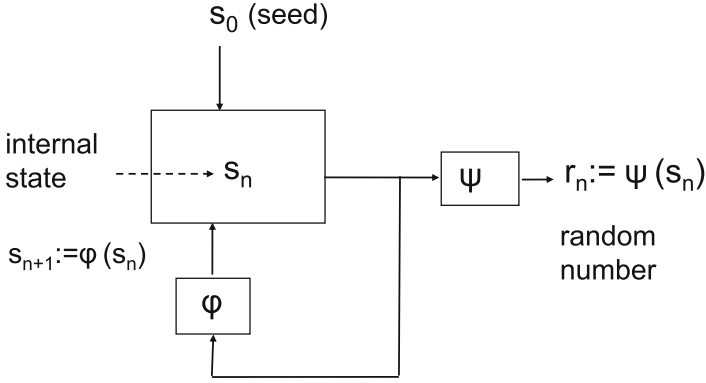 s₀ (seed)
internal
state
sₙ
ψ
rₙ:= ψ (sₙ)
random
number
sₙ₊₁:=φ (sₙ)
φ